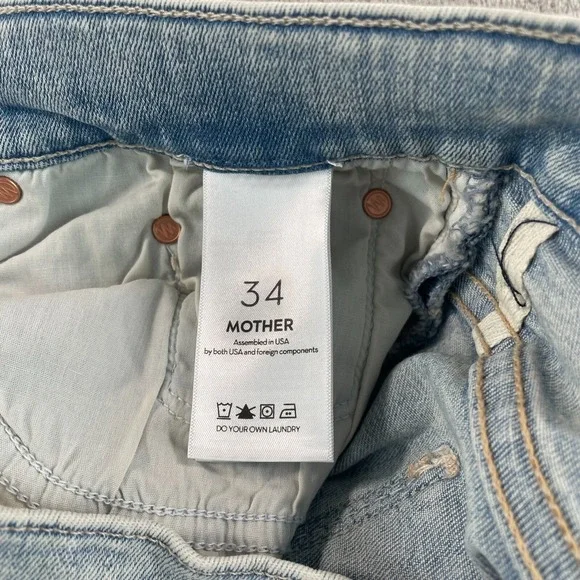 34
MOTHER
Assembled in USA
by both USA and foreign components
DO YOUR OWN LAUNDRY